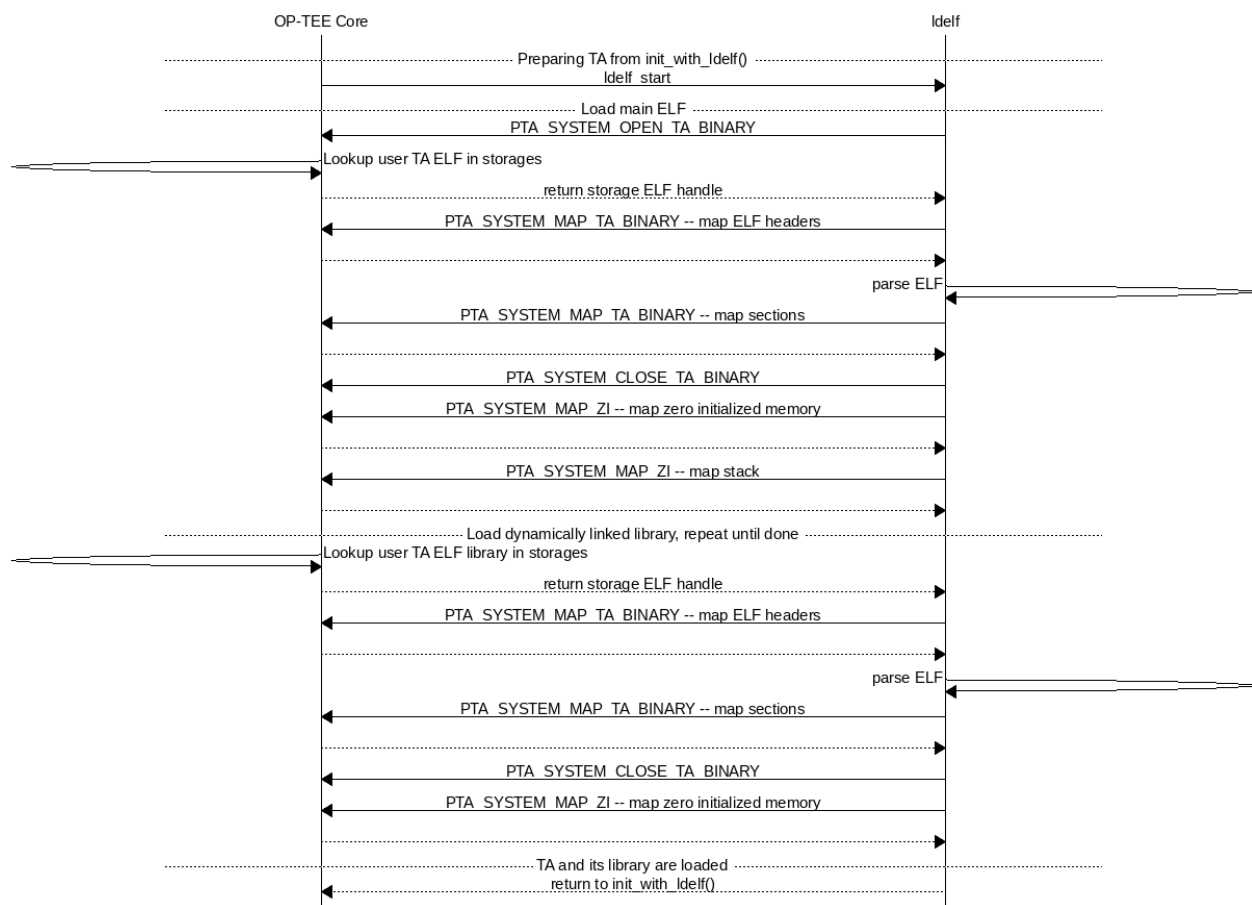 OP-TEE Core ldelf
Preparing TA from init_with_ldelf()
ldelf_start
Load main ELF
PTA_SYSTEM_OPEN_TA_BINARY
Lookup user TA ELF in storages
return storage ELF handle
PTA_SYSTEM_MAP_TA_BINARY -- map ELF headers
parse ELF
PTA_SYSTEM_MAP_TA_BINARY -- map sections
PTA_SYSTEM_CLOSE_TA_BINARY
PTA_SYSTEM_MAP_ZI -- map zero initialized memory
PTA_SYSTEM_MAP_ZI -- map stack
Load dynamically linked library, repeat until done
Lookup user TA ELF library in storages
return storage ELF handle
PTA_SYSTEM_MAP_TA_BINARY -- map ELF headers
parse ELF
PTA_SYSTEM_MAP_TA_BINARY -- map sections
PTA_SYSTEM_CLOSE_TA_BINARY
PTA_SYSTEM_MAP_ZI -- map zero initialized memory
TA and its library are loaded
return to init_with_ldelf()